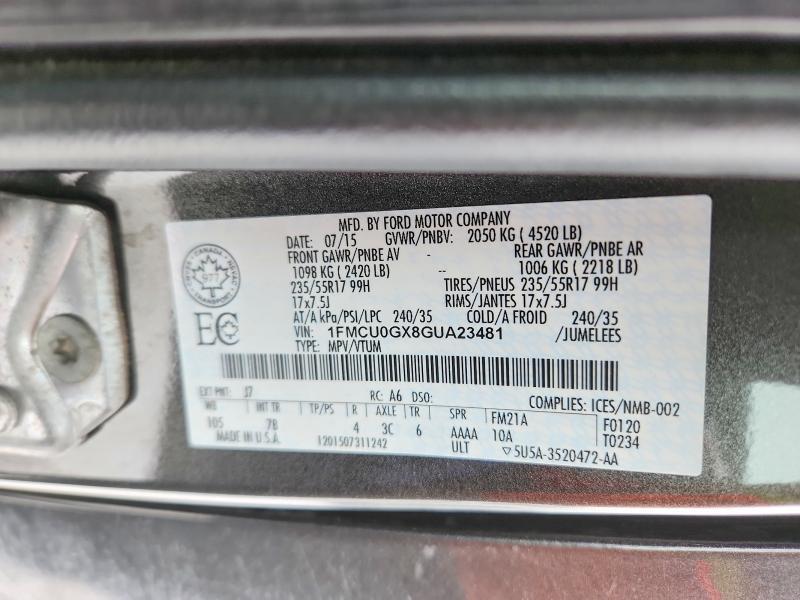 MFD. BY FORD MOTOR COMPANY
DATE: 07/15 GVWR/PNBV: 2050 KG ( 4520 LB)
FRONT GAWR/PNBE AV REAR GAWR/PNBE AR
1098 KG ( 2420 LB) -- 1006 KG ( 2218 LB)
235/55R17 99H TIRES/PNEUS 235/55R17 99H
17x7.5J RIMS/JANTES 17x7.5J
AT/A kPa/PSI/LPC 240/35 COLD/A FROID 240/35
VIN: 1FMCU0GX8GUA23481 /JUMELEES
TYPE: MPV/VTUM
CANADA
TRANSPORT
EC
EXT PNT: J7 RC: A6 DSO: COMPLIES: ICES/NMB-002
WB INT TR TP/PS R AXLE TR SPR FM21A F0120
105 7B 4 3C 6 AAAA 10A T0234
MADE IN U.S.A. 1201507311242 ULT ▽5U5A-3520472-AA